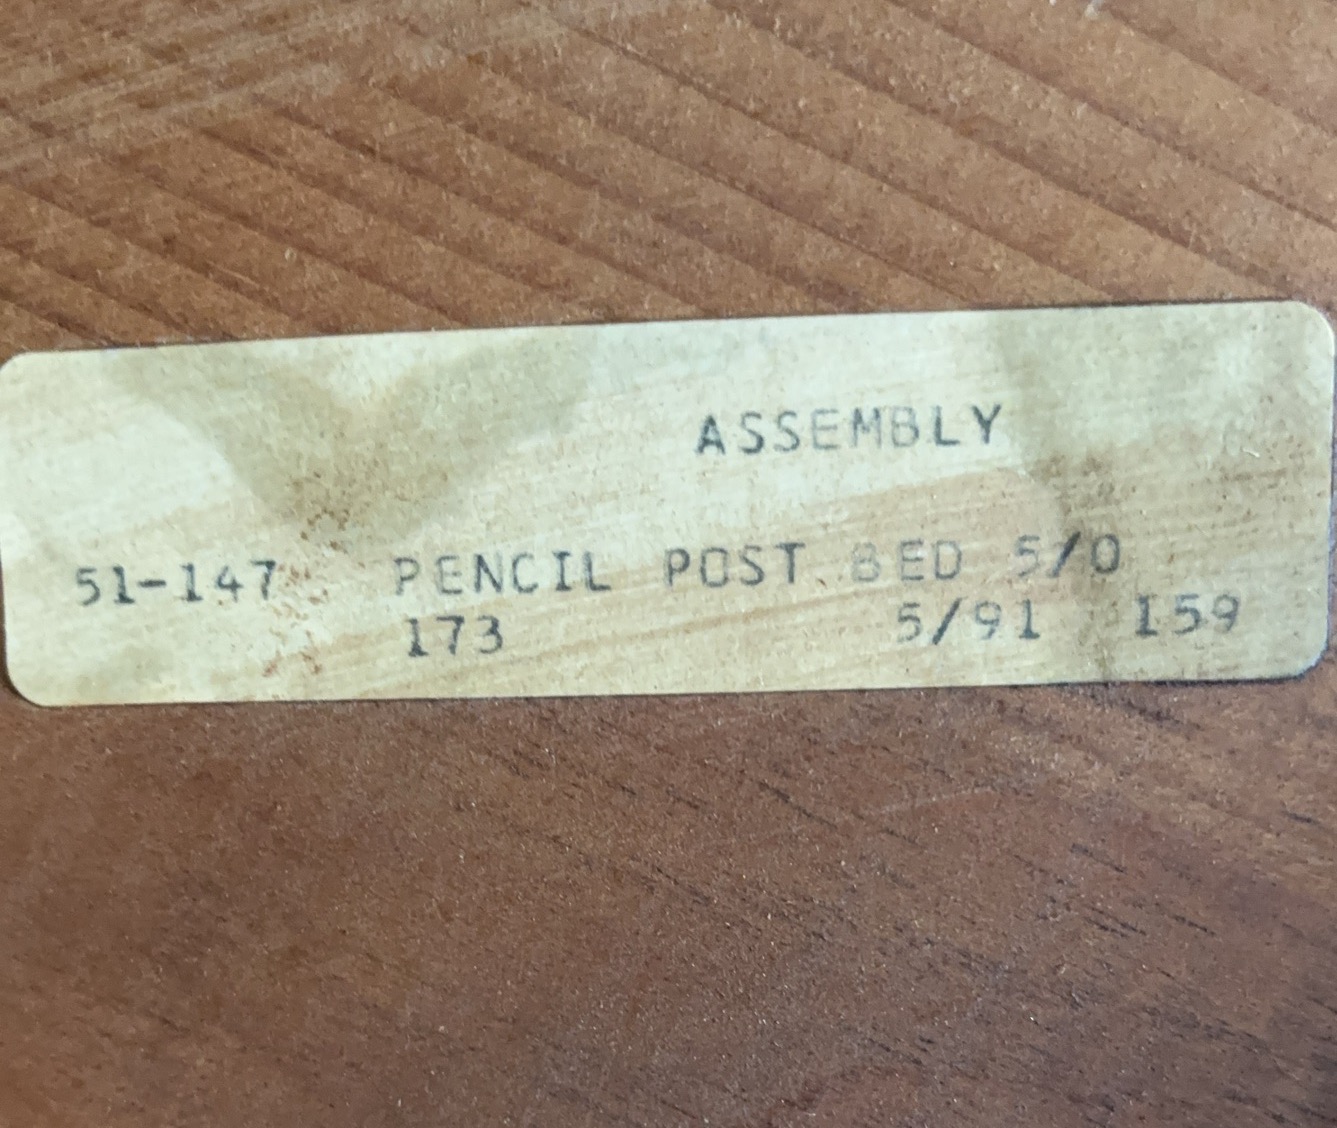 ASSEMBLY
51-147 PENCIL POST BED 5/0
173 5/91 159